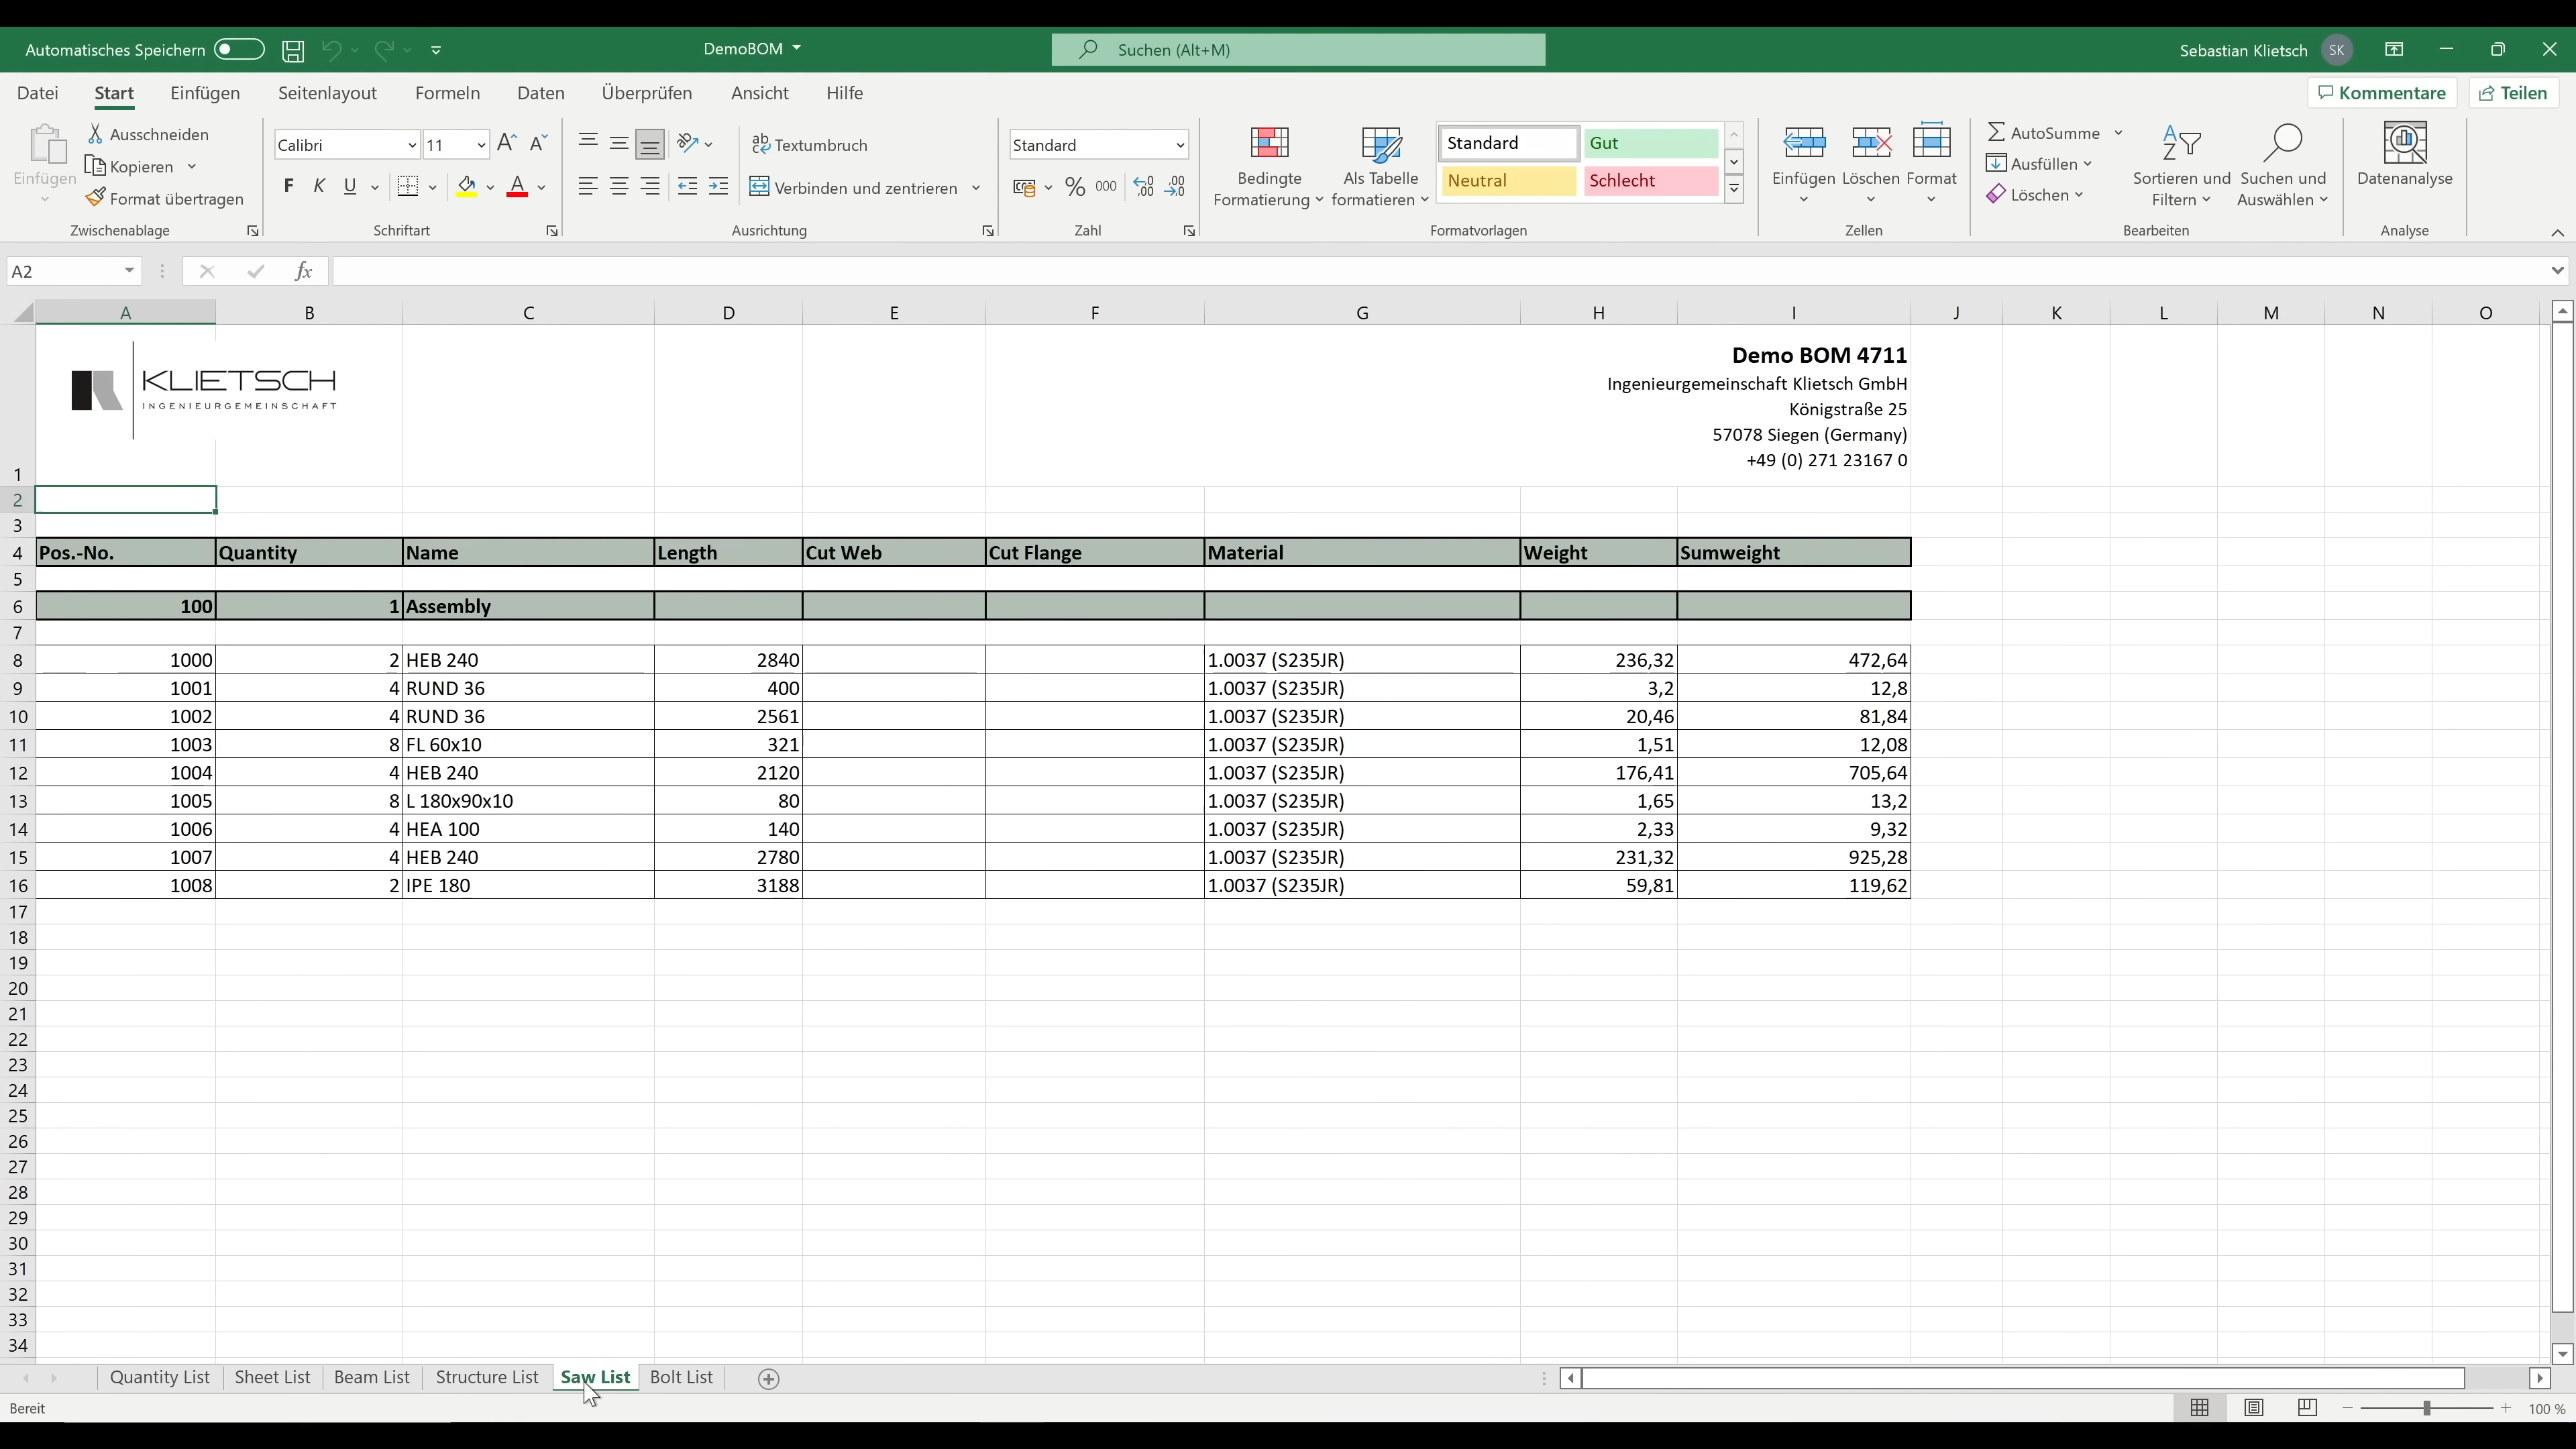 Automatisches Speichern DemoBOM Suchen (Alt+M) Sebastian Klietsch SK
Datei Start Einfügen Seitenlayout Formeln Daten Überprüfen Ansicht Hilfe Kommentare Teilen
Einfügen
Ausschneiden
Kopieren
Format übertragen
Zwischenablage
Calibri 11
F K U A
Schriftart
ab Textumbruch
Verbinden und zentrieren
Ausrichtung
Standard
% 000 ,00
Zahl
Bedingte
Formatierung
Als Tabelle
formatieren
Standard Gut
Neutral Schlecht
Formatvorlagen
Einfügen Löschen Format
Zellen
AutoSumme
Ausfüllen
Löschen
Sortieren und
Filtern
Suchen und
Auswählen
Bearbeiten
Datenanalyse
Analyse
A2 fx
A B C D E F G H I J K L M N O
KLIETSCH
INGENIEURGEMEINSCHAFT
Demo BOM 4711
Ingenieurgemeinschaft Klietsch GmbH
Königstraße 25
57078 Siegen (Germany)
+49 (0) 271 23167 0
1
2
3
4 Pos.-No. Quantity Name Length Cut Web Cut Flange Material Weight Sumweight
5
6 100 1 Assembly
7
8 1000 2 HEB 240 2840 1.0037 (S235JR) 236,32 472,64
9 1001 4 RUND 36 400 1.0037 (S235JR) 3,2 12,8
10 1002 4 RUND 36 2561 1.0037 (S235JR) 20,46 81,84
11 1003 8 FL 60x10 321 1.0037 (S235JR) 1,51 12,08
12 1004 4 HEB 240 2120 1.0037 (S235JR) 176,41 705,64
13 1005 8 L 180x90x10 80 1.0037 (S235JR) 1,65 13,2
14 1006 4 HEA 100 140 1.0037 (S235JR) 2,33 9,32
15 1007 4 HEB 240 2780 1.0037 (S235JR) 231,32 925,28
16 1008 2 IPE 180 3188 1.0037 (S235JR) 59,81 119,62
17
18
19
20
21
22
23
24
25
26
27
28
29
30
31
32
33
34
Quantity List Sheet List Beam List Structure List Saw List Bolt List
Bereit 100 %